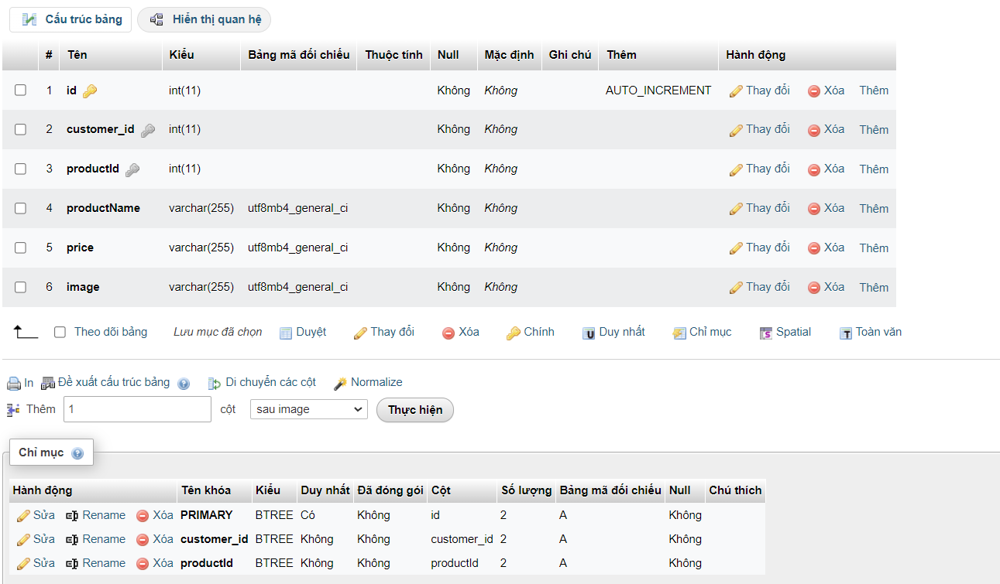 Cấu trúc bảng Hiển thị quan hệ
# Tên Kiểu Bảng mã đối chiếu Thuộc tính Null Mặc định Ghi chú Thêm Hành động
1 id int(11) Không Không AUTO_INCREMENT Thay đổi Xóa Thêm
2 customer_id int(11) Không Không Thay đổi Xóa Thêm
3 productId int(11) Không Không Thay đổi Xóa Thêm
4 productName varchar(255) utf8mb4_general_ci Không Không Thay đổi Xóa Thêm
5 price varchar(255) utf8mb4_general_ci Không Không Thay đổi Xóa Thêm
6 image varchar(255) utf8mb4_general_ci Không Không Thay đổi Xóa Thêm
Theo dõi bảng Lưu mục đã chọn Duyệt Thay đổi Xóa Chính Duy nhất Chỉ mục Spatial Toàn văn
In Đề xuất cấu trúc bảng Di chuyển các cột Normalize
Thêm 1 cột sau image Thực hiện
Chỉ mục
Hành động Tên khóa Kiểu Duy nhất Đã đóng gói Cột Số lượng Bảng mã đối chiếu Null Chú thích
Sửa Rename Xóa PRIMARY BTREE Có Không id 2 A Không
Sửa Rename Xóa customer_id BTREE Không Không customer_id 2 A Không
Sửa Rename Xóa productId BTREE Không Không productId 2 A Không